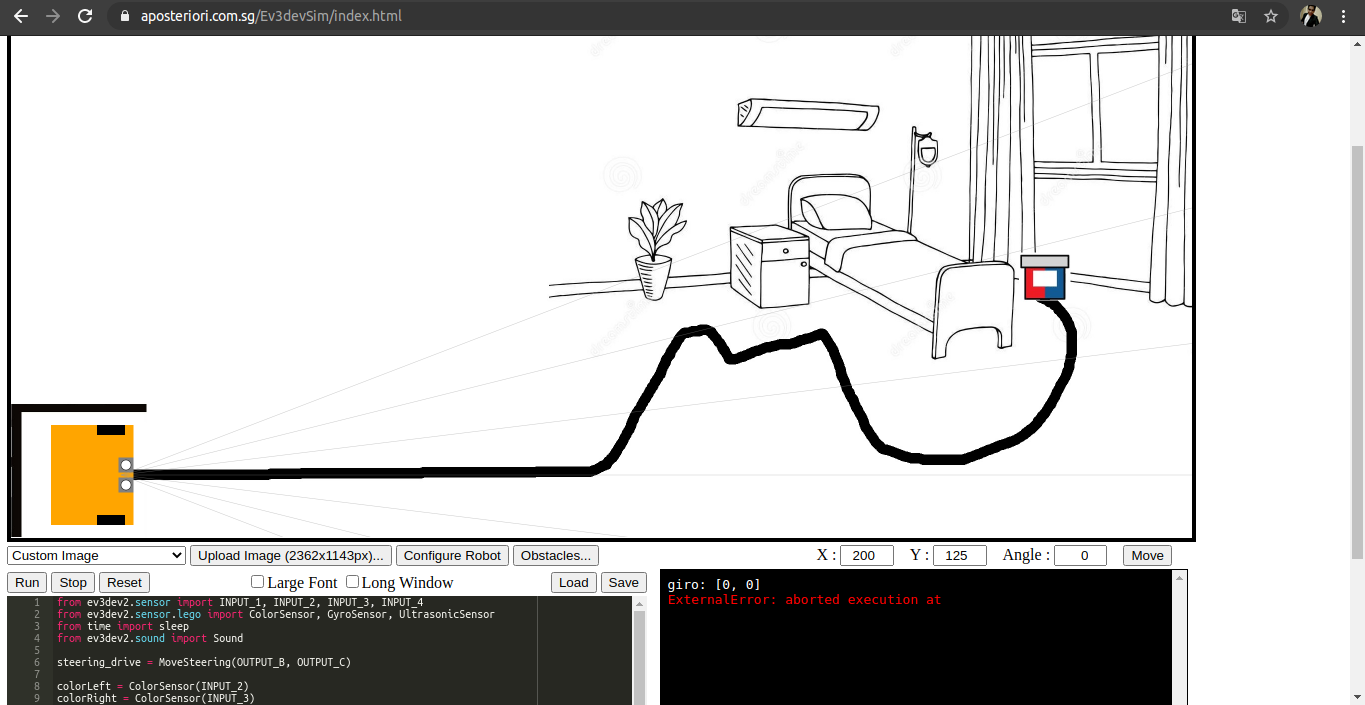 aposteriori.com.sg/Ev3devSim/index.html
Custom Image Upload Image (2362x1143px)... Configure Robot Obstacles... X : 200 Y : 125 Angle : 0 Move
Run Stop Reset Large Font Long Window Load Save
1 from ev3dev2.sensor import INPUT_1, INPUT_2, INPUT_3, INPUT_4
2 from ev3dev2.sensor.lego import ColorSensor, GyroSensor, UltrasonicSensor
3 from time import sleep
4 from ev3dev2.sound import Sound
5
6 steering_drive = MoveSteering(OUTPUT_B, OUTPUT_C)
7
8 colorLeft = ColorSensor(INPUT_2)
9 colorRight = ColorSensor(INPUT_3)
giro: [0, 0]
ExternalError: aborted execution at